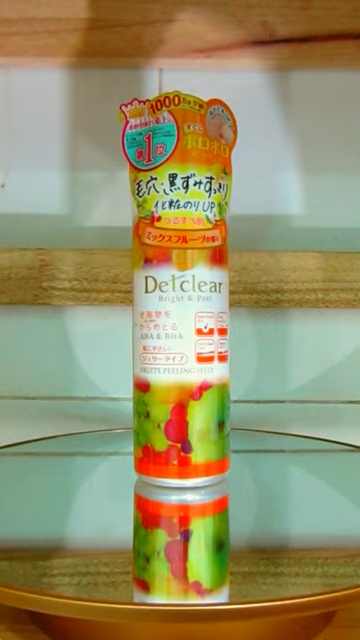 1000
第1位
ポロポロ
毛穴・黒ずみすっきり
化粧のりUP
つるすべ肌
ミックスフルーツの香り
Detclear
Bright & Peel
老廃物を
からめとる
AHA & BHA
肌にやさしい
ジェリータイプ
FRUITS PEELING JELLY